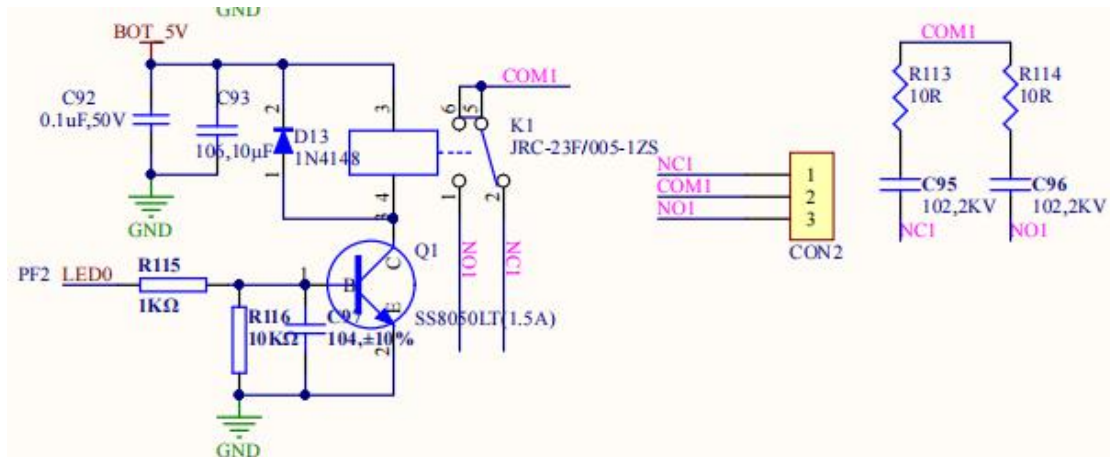 GND
BOT_5V
C92
0.1uF,50V
C93
106,10μF
2
D13
1N4148
1
3
4
3
6
5
COM1
K1
JRC-23F/005-1ZS
1
2
NO1
NC1
PF2 LED0
R115
1KΩ
R116
10KΩ
C97
104,±10%
1
B
C
E
2
Q1
SS8050LT(1.5A)
GND
GND
NC1
COM1
NO1
1
2
3
CON2
COM1
R113
10R
R114
10R
C95
102,2KV
C96
102,2KV
NC1
NO1